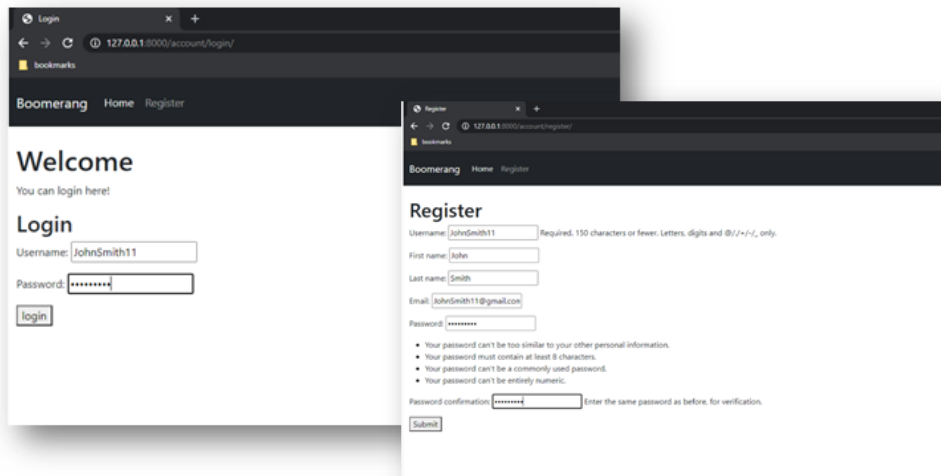 Login
127.0.0.1:8000/account/login/
bookmarks
Boomerang Home Register
Welcome
You can login here!
Login
Username: JohnSmith11
Password: •••••••••
login
Register
127.0.0.1:8000/account/register/
bookmarks
Boomerang Home Register
Register
Username: JohnSmith11 Required. 150 characters or fewer. Letters, digits and @/./+/-/_ only.
First name: John
Last name: Smith
Email: JohnSmith11@gmail.com
Password: •••••••••
• Your password can't be too similar to your other personal information.
• Your password must contain at least 8 characters.
• Your password can't be a commonly used password.
• Your password can't be entirely numeric.
Password confirmation: ••••••••• Enter the same password as before, for verification.
Submit